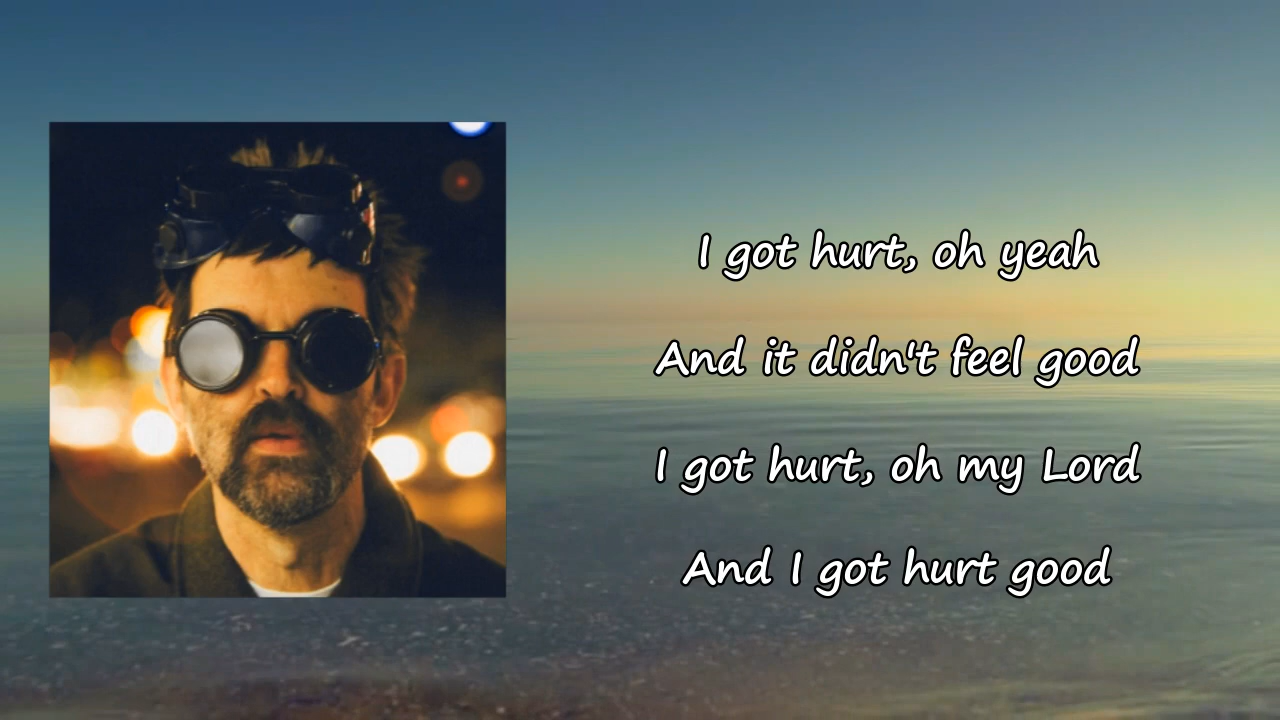 I got hurt, oh yeah
And it didn't feel good
I got hurt, oh my Lord
And I got hurt good